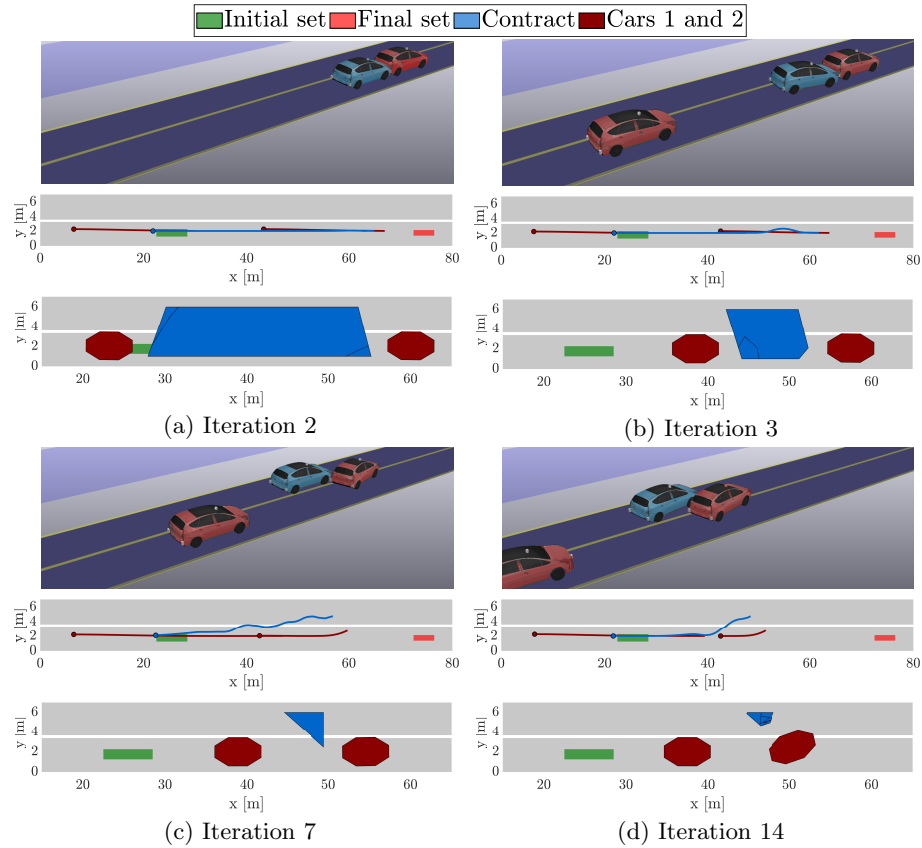 Initial set Final set Contract Cars 1 and 2
y [m]
6
4
2
0
0 20 40 60 80
x [m]
y [m]
6
4
2
0
20 30 40 50 60
x [m]
(a) Iteration 2
y [m]
6
4
2
0
0 20 40 60 80
x [m]
y [m]
6
4
2
0
20 30 40 50 60
x [m]
(b) Iteration 3
y [m]
6
4
2
0
0 20 40 60 80
x [m]
y [m]
6
4
2
0
20 30 40 50 60
x [m]
(c) Iteration 7
y [m]
6
4
2
0
0 20 40 60 80
x [m]
y [m]
6
4
2
0
20 30 40 50 60
x [m]
(d) Iteration 14